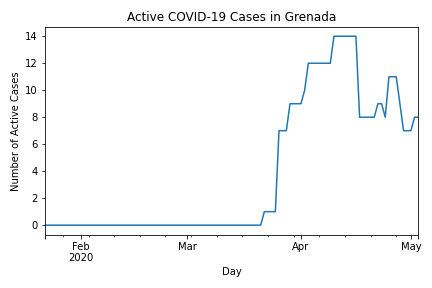 Active COVID-19 Cases in Grenada
Number of Active Cases
14
12
10
8
6
4
2
0
Feb
2020
Mar
Apr
May
Day